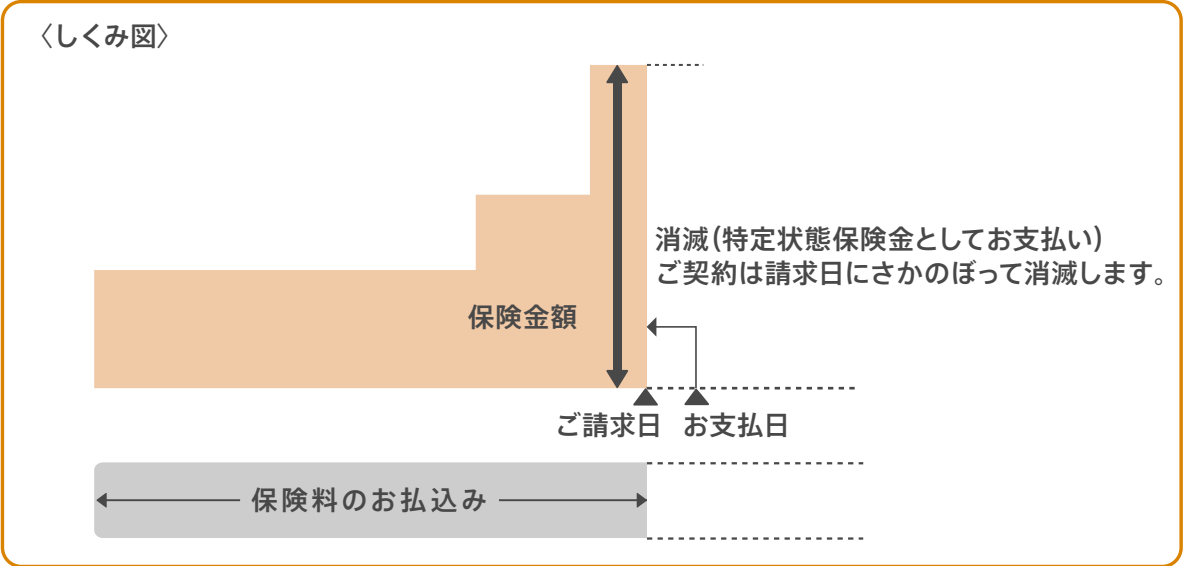 〈しくみ図〉
消滅(特定状態保険金としてお支払い)
ご契約は請求日にさかのぼって消滅します。
保険金額
ご請求日 お支払日
保険料のお払込み